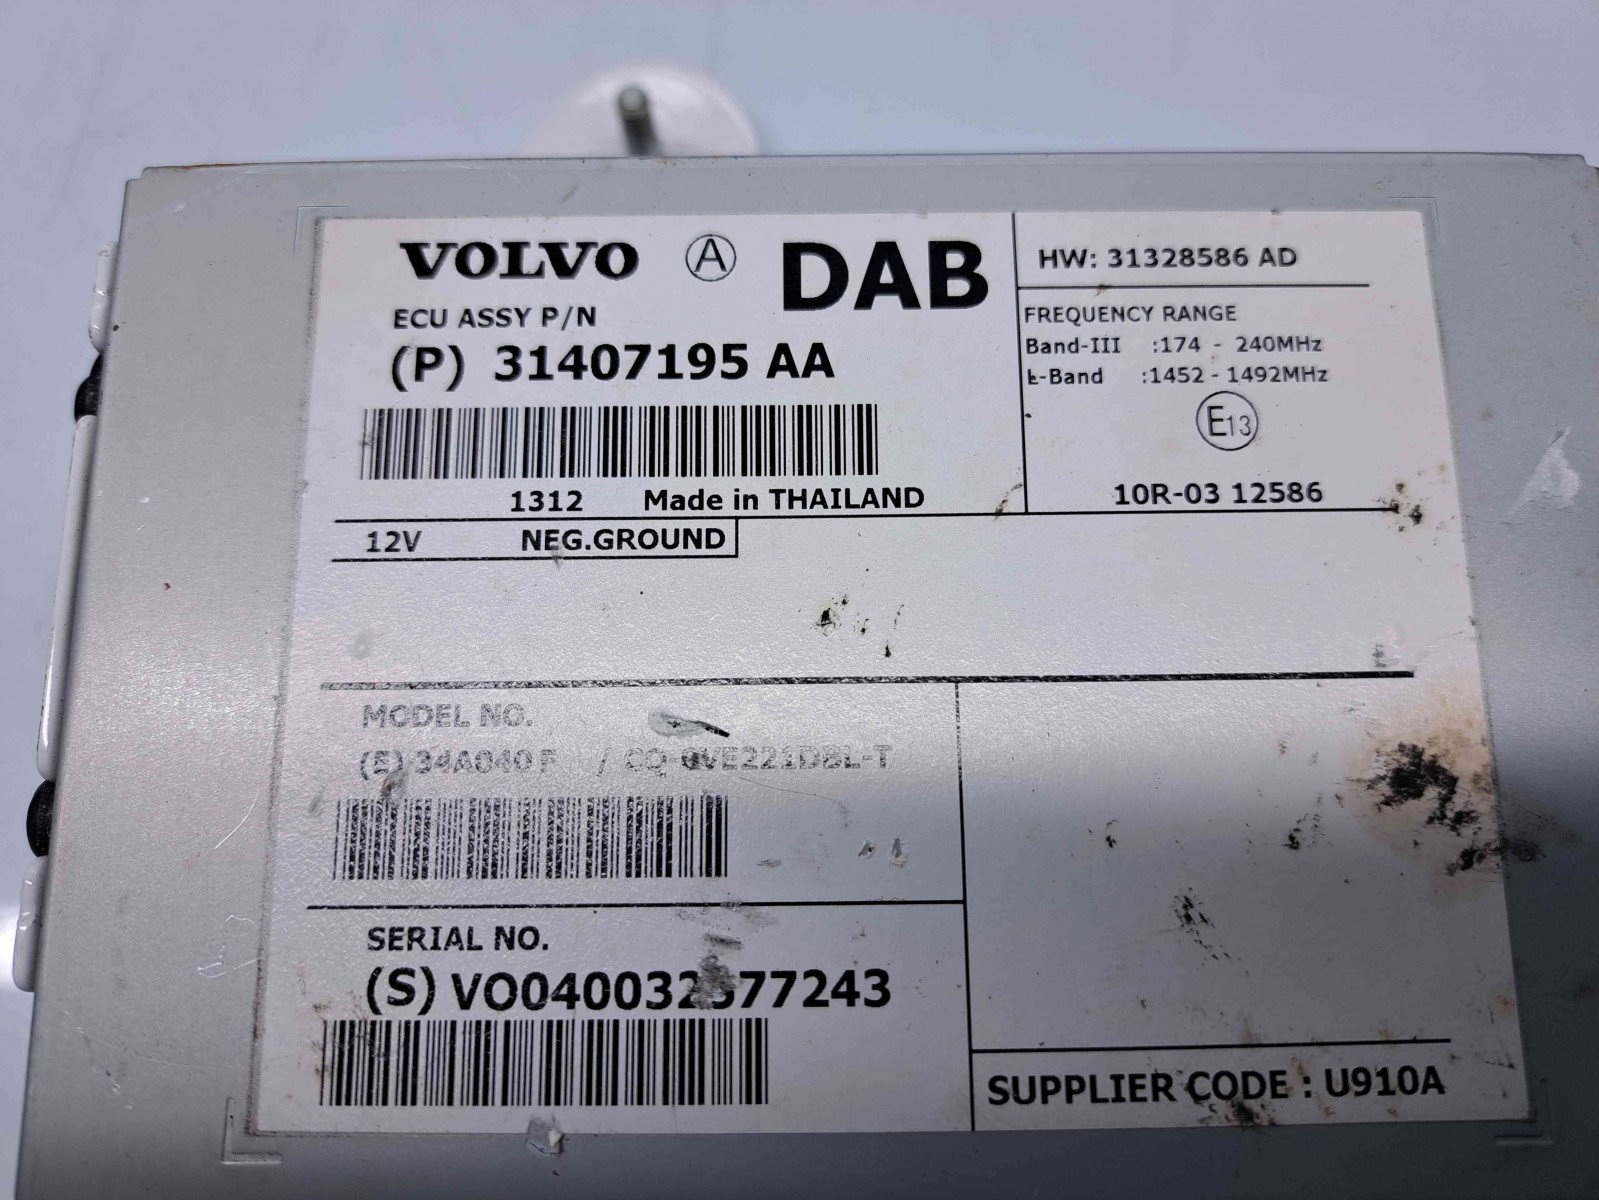 VOLVO A DAB
ECU ASSY P/N
(P) 31407195 AA
1312 Made in THAILAND
12V NEG.GROUND
HW: 31328586 AD
FREQUENCY RANGE
Band-III :174 - 240MHz
L-Band :1452 - 1492MHz
E13
10R-03 12586
MODEL NO.
(E) 34A040 F /
SERIAL NO.
(S)
SUPPLIER CODE : U910A